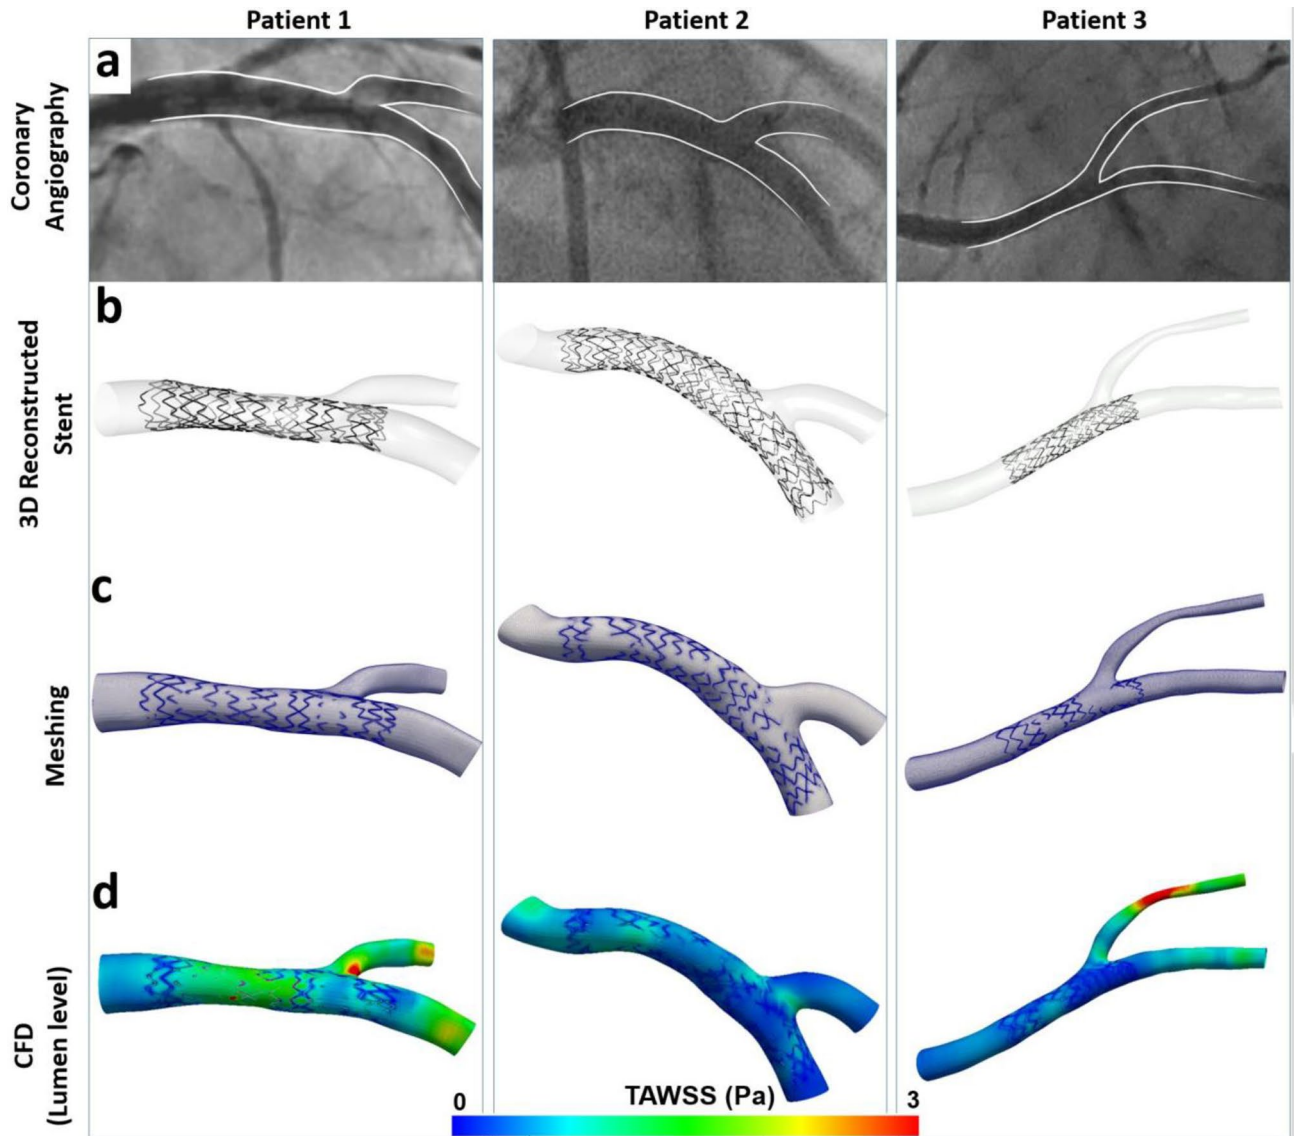 Patient 1
Patient 2
Patient 3
Coronary
Angiography
a
3D Reconstructed
Stent
b
Meshing
c
CFD
(Lumen level)
d
TAWSS (Pa)
0
3